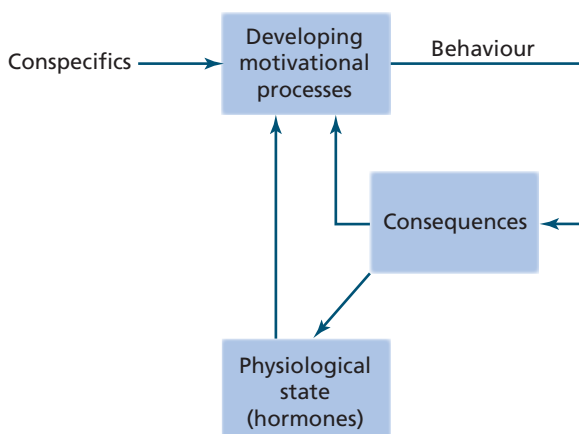 Developing
motivational
processes
Conspecifics
Behaviour
Consequences
Physiological
state
(hormones)